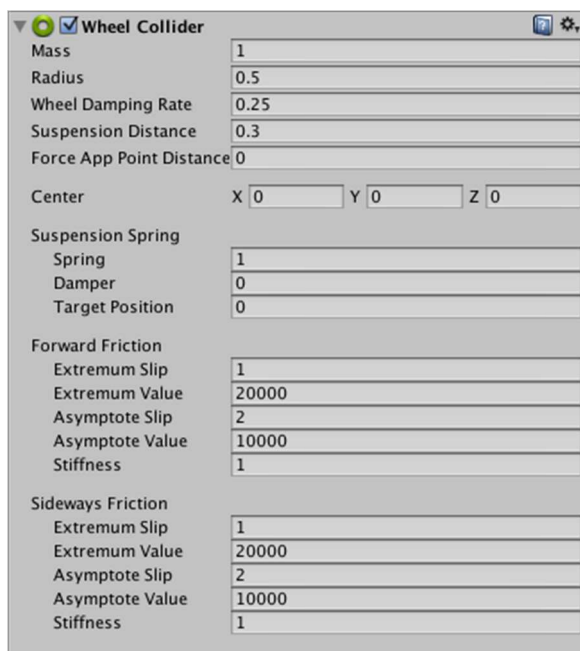 Wheel Collider
Mass 1
Radius 0.5
Wheel Damping Rate 0.25
Suspension Distance 0.3
Force App Point Distance 0
Center X 0 Y 0 Z 0
Suspension Spring
Spring 1
Damper 0
Target Position 0
Forward Friction
Extremum Slip 1
Extremum Value 20000
Asymptote Slip 2
Asymptote Value 10000
Stiffness 1
Sideways Friction
Extremum Slip 1
Extremum Value 20000
Asymptote Slip 2
Asymptote Value 10000
Stiffness 1